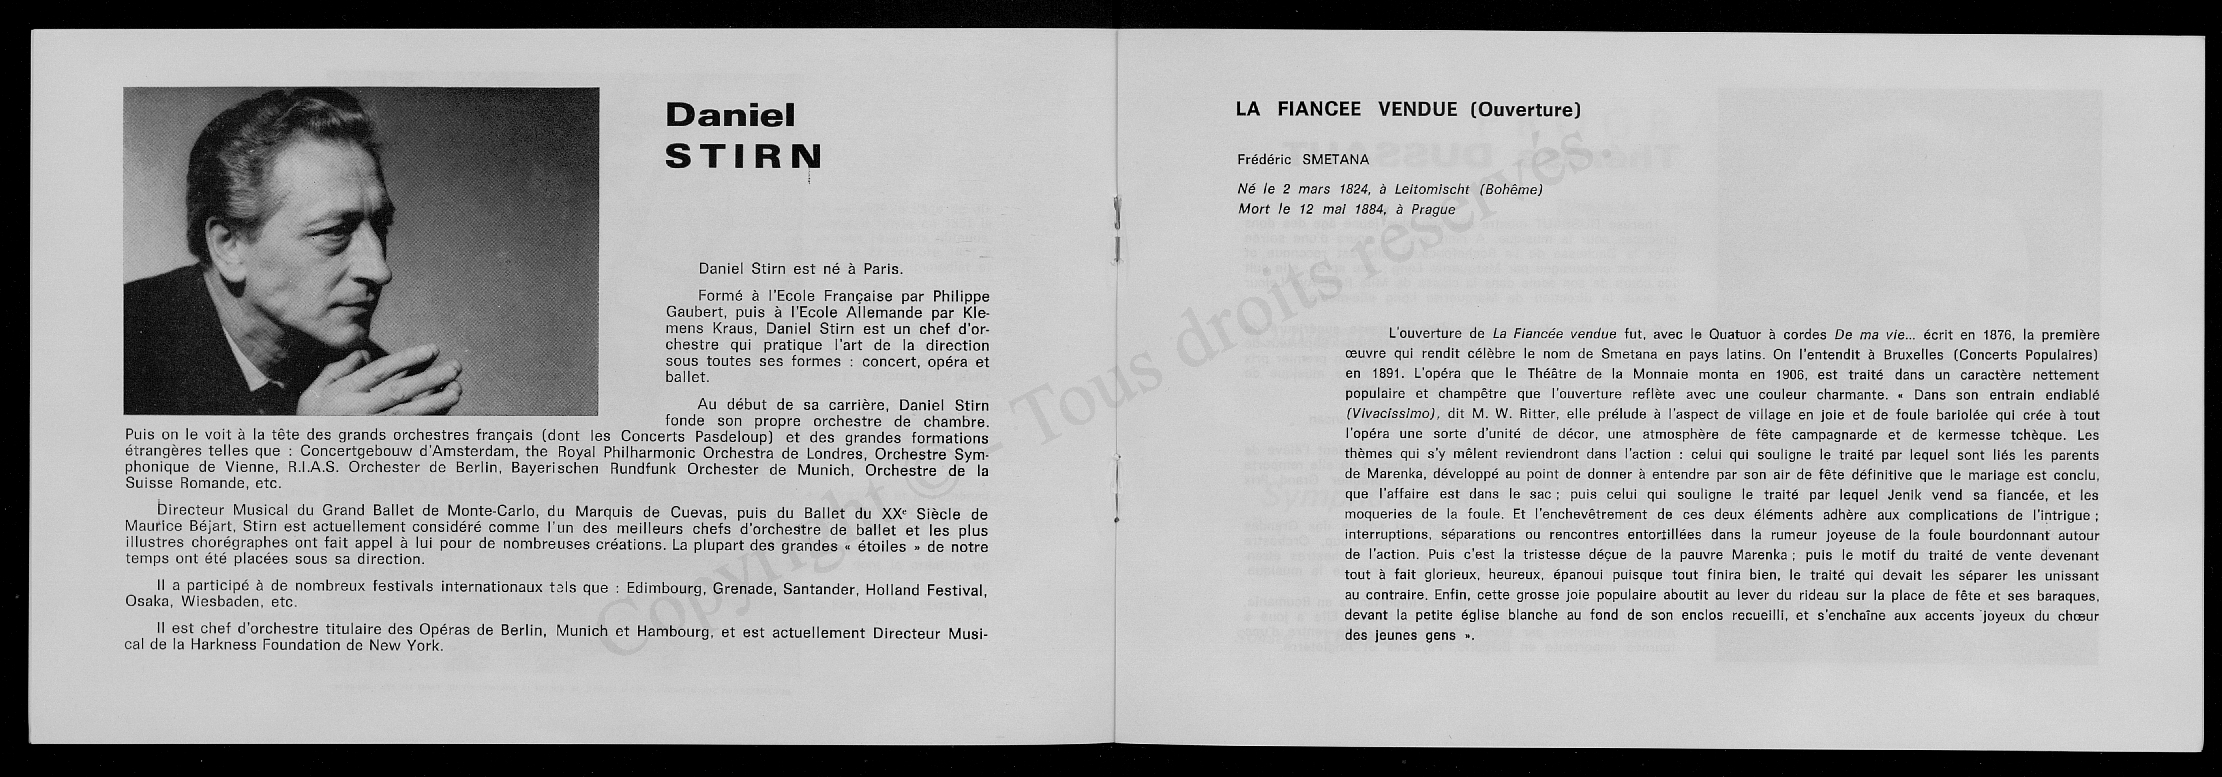 Daniel
STIRN
Daniel Stirn est né à Paris.
Formé à l'Ecole Française par Philippe
Gaubert, puis à l'Ecole Allemande par Kle-
mens Kraus, Daniel Stirn est un chef d'or-
chestre qui pratique l'art de la direction
sous toutes ses formes : concert, opéra et
ballet.
Au début de sa carrière, Daniel Stirn
fonde son propre orchestre de chambre.
Puis on le voit à la tête des grands orchestres français (dont les Concerts Pasdeloup) et des grandes formations
étrangères telles que : Concertgebouw d'Amsterdam, the Royal Philharmonic Orchestra de Londres, Orchestre Sym-
phonique de Vienne, R.I.A.S. Orchester de Berlin, Bayerischen Rundfunk Orchester de Munich, Orchestre de la
Suisse Romande, etc.
Directeur Musical du Grand Ballet de Monte-Carlo, du Marquis de Cuevas, puis du Ballet du XXe Siècle de
Maurice Béjart, Stirn est actuellement considéré comme l'un des meilleurs chefs d'orchestre de ballet et les plus
illustres chorégraphes ont fait appel à lui pour de nombreuses créations. La plupart des grandes « étoiles » de notre
temps ont été placées sous sa direction.
Il a participé à de nombreux festivals internationaux tels que : Edimbourg, Grenade, Santander, Holland Festival,
Osaka, Wiesbaden, etc.
Il est chef d'orchestre titulaire des Opéras de Berlin, Munich et Hambourg, et est actuellement Directeur Musi-
cal de la Harkness Foundation de New York.
LA FIANCEE VENDUE (Ouverture)
Frédéric SMETANA
Né le 2 mars 1824, à Leitomischt (Bohême)
Mort le 12 mai 1884, à Prague
L'ouverture de La Fiancée vendue fut, avec le Quatuor à cordes De ma vie... écrit en 1876, la première
œuvre qui rendit célèbre le nom de Smetana en pays latins. On l'entendit à Bruxelles (Concerts Populaires)
en 1891. L'opéra que le Théâtre de la Monnaie monta en 1906, est traité dans un caractère nettement
populaire et champêtre que l'ouverture reflète avec une couleur charmante. « Dans son entrain endiablé
(Vivacissimo), dit M. W. Ritter, elle prélude à l'aspect de village en joie et de foule bariolée qui crée à tout
l'opéra une sorte d'unité de décor, une atmosphère de fête campagnarde et de kermesse tchèque. Les
thèmes qui s'y mêlent reviendront dans l'action : celui qui souligne le traité par lequel sont liés les parents
de Marenka, développé au point de donner à entendre par son air de fête définitive que le mariage est conclu,
que l'affaire est dans le sac ; puis celui qui souligne le traité par lequel Jenik vend sa fiancée, et les
moqueries de la foule. Et l'enchevêtrement de ces deux éléments adhère aux complications de l'intrigue ;
interruptions, séparations ou rencontres entortillées dans la rumeur joyeuse de la foule bourdonnant autour
de l'action. Puis c'est la tristesse déçue de la pauvre Marenka ; puis le motif du traité de vente devenant
tout à fait glorieux, heureux, épanoui puisque tout finira bien, le traité qui devait les séparer les unissant
au contraire. Enfin, cette grosse joie populaire aboutit au lever du rideau sur la place de fête et ses baraques,
devant la petite église blanche au fond de son enclos recueilli, et s'enchaîne aux accents joyeux du chœur
des jeunes gens ».
Copyright © - Tous droits réservés.